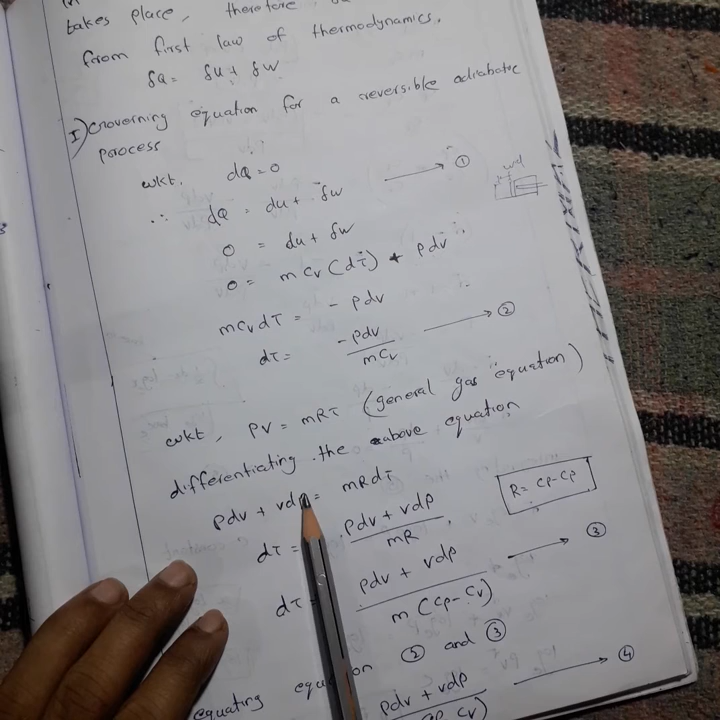 takes place, therefore,
from first law of thermodynamics,
δQ = δu + δW
I) Governing equation for a reversible adiabatic
process
wkt, dQ = 0
∴ dQ = du + δW → ①
0 = du + δW
0 = mCv(dT) + pdv
mCvdT = - pdv
dT = -pdv / mCv → ②
wkt, PV = mRT (general gas equation)
differentiating the above equation
pdv + vdp = mRdT
R = Cp - Cp
dT = pdv + vdp / mR
dT = pdv + vdp / m(Cp - Cv) → ③
equating equation ② and ③
pdv + vdp → ④
Cv)